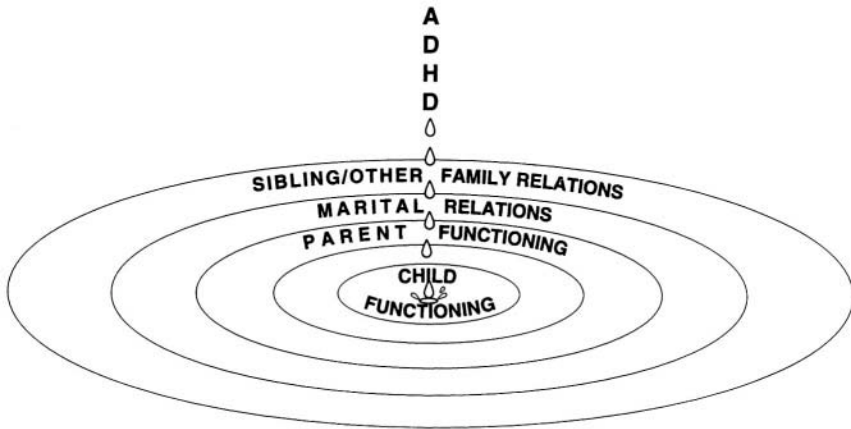 A
D
H
D
SIBLING/OTHER FAMILY RELATIONS
MARITAL RELATIONS
PARENT FUNCTIONING
CHILD
FUNCTIONING